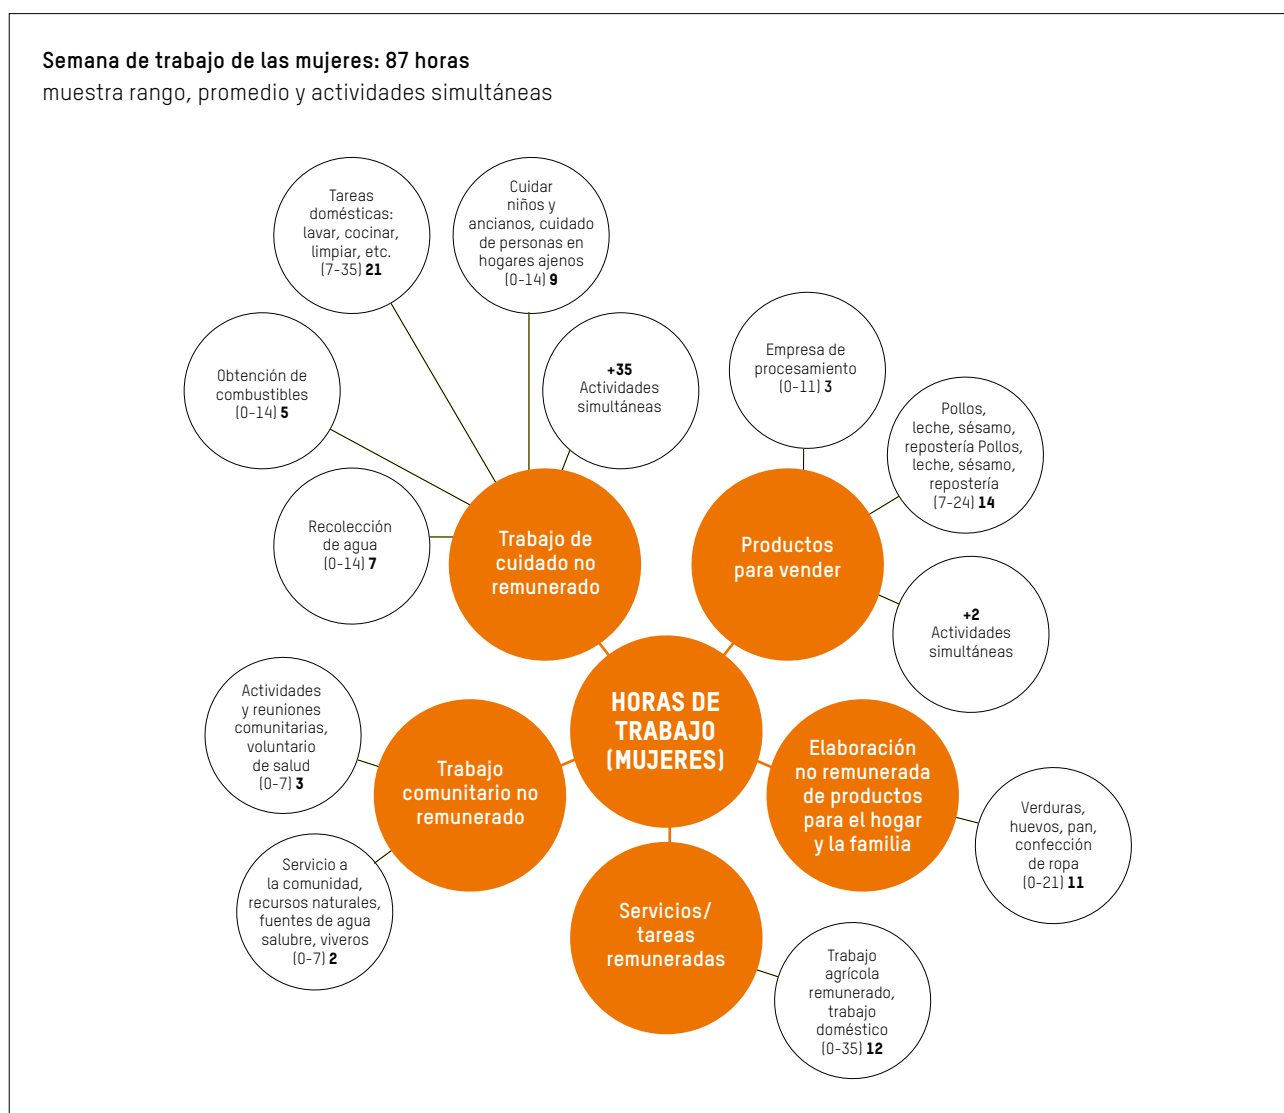 Semana de trabajo de las mujeres: 87 horas
muestra rango, promedio y actividades simultáneas
Tareas
domésticas:
lavar, cocinar,
limpiar, etc.
(7-35) 21
Cuidar
niños y
ancianos, cuidado
de personas en
hogares ajenos
(0-14) 9
+35
Actividades
simultáneas
Obtención de
combustibles
(0-14) 5
Recolección
de agua
(0-14) 7
Trabajo de
cuidado no
remunerado
Empresa de
procesamiento
(0-11) 3
Pollos,
leche, sésamo,
repostería Pollos,
leche, sésamo,
repostería
(7-24) 14
+2
Actividades
simultáneas
Productos
para vender
HORAS DE
TRABAJO
(MUJERES)
Actividades
y reuniones
comunitarias,
voluntario
de salud
(0-7) 3
Servicio a
la comunidad,
recursos naturales,
fuentes de agua
salubre, viveros
(0-7) 2
Trabajo
comunitario no
remunerado
Elaboración
no remunerada
de productos
para el hogar
y la familia
Verduras,
huevos, pan,
confección
de ropa
(0-21) 11
Servicios/
tareas
remuneradas
Trabajo
agrícola
remunerado,
trabajo
doméstico
(0-35) 12